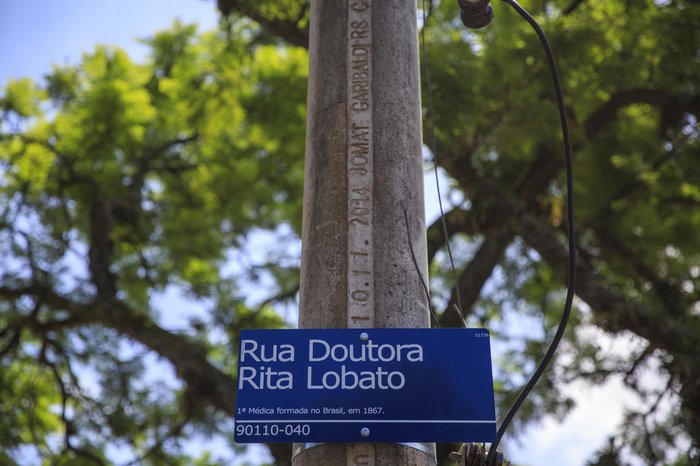 10.11.2014 JOMAT GARIBALDI RS
Rua Doutora
Rita Lobato
1ª Médica formada no Brasil, em 1867.
90110-040